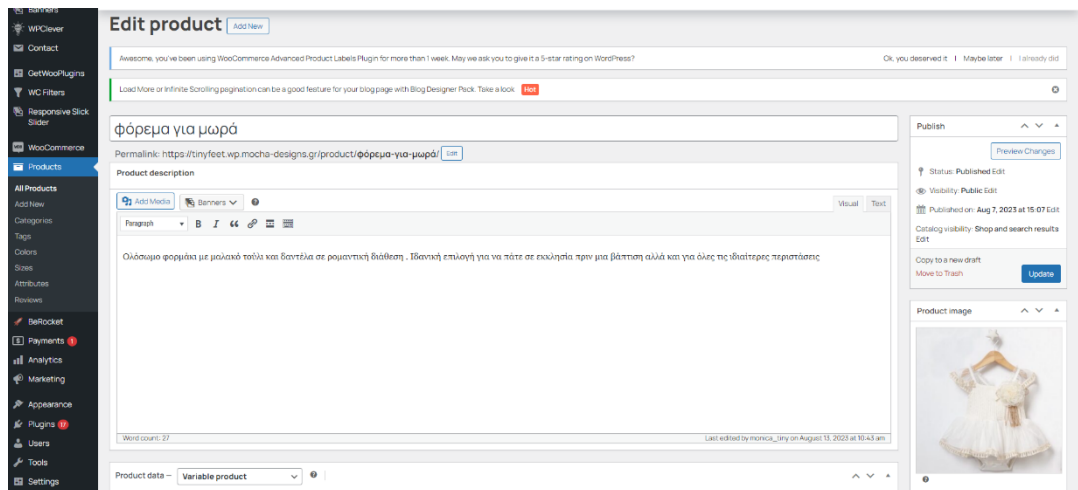 Banners
WPClever
Contact
GetWooPlugins
WC Filters
Responsive Slick
Slider
WooCommerce
Products
All Products
Add New
Categories
Tags
Colors
Sizes
Attributes
Reviews
BeRocket
Payments 1
Analytics
Marketing
Appearance
Plugins 17
Users
Tools
Settings
Edit product Add New
Awesome, you've been using WooCommerce Advanced Product Labels Plugin for more than 1 week. May we ask you to give it a 5-star rating on WordPress?
Ok, you deserved it | Maybe later | I already did
Load More or Infinite Scrolling pagination can be a good feature for your blog page with Blog Designer Pack. Take a look Hot
φόρεμα για μωρά
Permalink: https://tinyfeet.wp.mocha-designs.gr/product/φόρεμα-για-μωρά/ Edit
Product description
Add Media Banners Visual Text
Paragraph B I
Ολόσωμο φορμάκι με μαλακό τούλι και δαντέλα σε ρομαντική διάθεση , Ιδανική επιλογή για να πάτε σε εκκλησία πριν μια βάπτιση αλλά και για όλες τις ιδιαίτερες περιστάσεις
Word count: 27
Last edited by monica_tiny on August 13, 2023 at 10:43 am
Product data – Variable product
Publish
Preview Changes
Status: Published Edit
Visibility: Public Edit
Published on: Aug 7, 2023 at 15:07 Edit
Catalog visibility: Shop and search results
Edit
Copy to a new draft
Move to Trash
Update
Product image